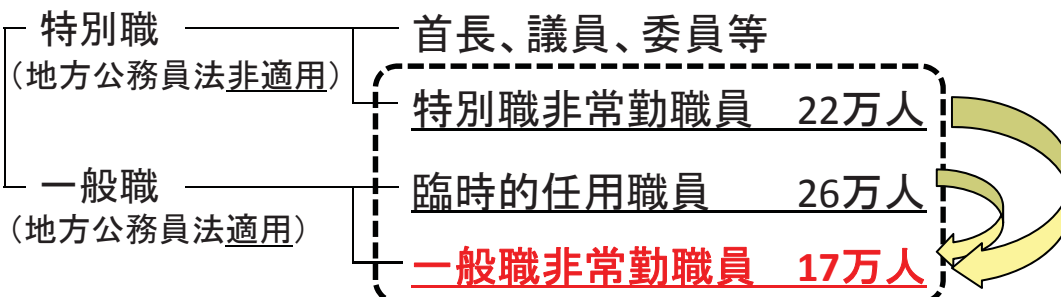 特別職
首長、議員、委員等
（地方公務員法非適用）
特別職非常勤職員 22万人
一般職
臨時的任用職員 26万人
（地方公務員法適用）
一般職非常勤職員 17万人